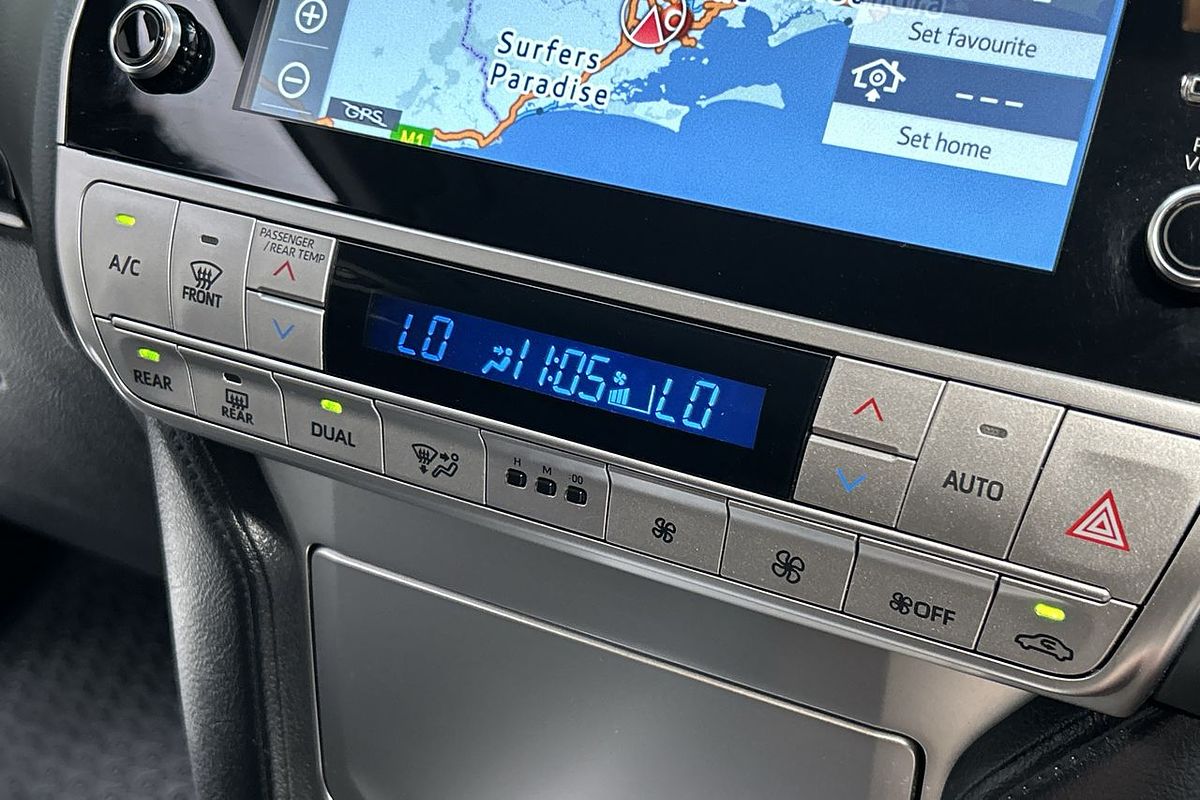 Set favourite
Surfers
Paradise
---
Set home
GPS
M1
A/C
FRONT
PASSENGER
/REAR TEMP
LO 11:05 LO
REAR
REAR
DUAL
H M :00
AUTO
OFF